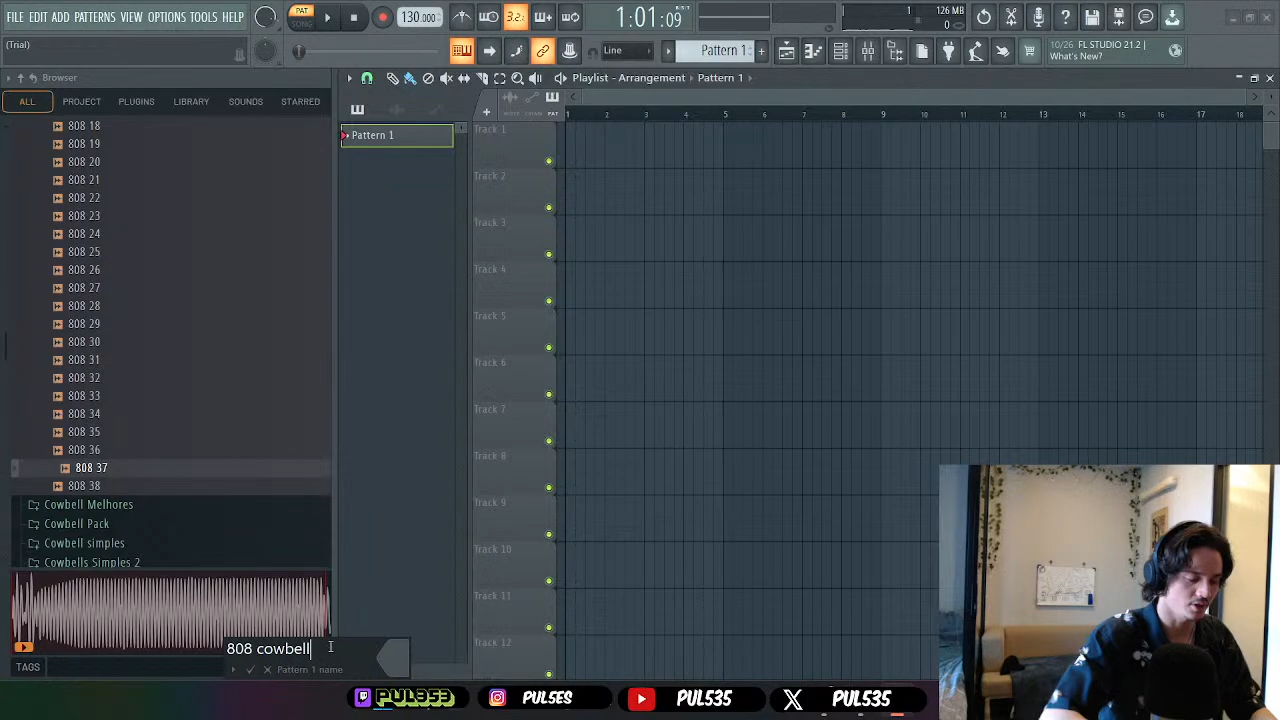 FILE EDIT ADD PATTERNS VIEW OPTIONS TOOLS HELP
PAT
SONG
130.000
3.2.
1:01:09
1
126 MB
0
(Trial)
Line
Pattern 1
10/26 FL STUDIO 21.2 |
What's New?
Browser
Playlist - Arrangement
Pattern 1
ALL
PROJECT
PLUGINS
LIBRARY
SOUNDS
STARRED
PAT
1 2 3 4 5 6 7 8 9 10 11 12 13 14 15 16 17 18
808 18
808 19
808 20
808 21
808 22
808 23
808 24
808 25
808 26
808 27
808 28
808 29
808 30
808 31
808 32
808 33
808 34
808 35
808 36
808 37
808 38
Cowbell Melhores
Cowbell Pack
Cowbell simples
Cowbells Simples 2
TAGS
Pattern 1
Track 1
Track 2
Track 3
Track 4
Track 5
Track 6
Track 7
Track 8
Track 9
Track 10
Track 11
Track 12
808 cowbell
Pattern 1 name
PUL353
PUL5ES
PUL535
PUL535